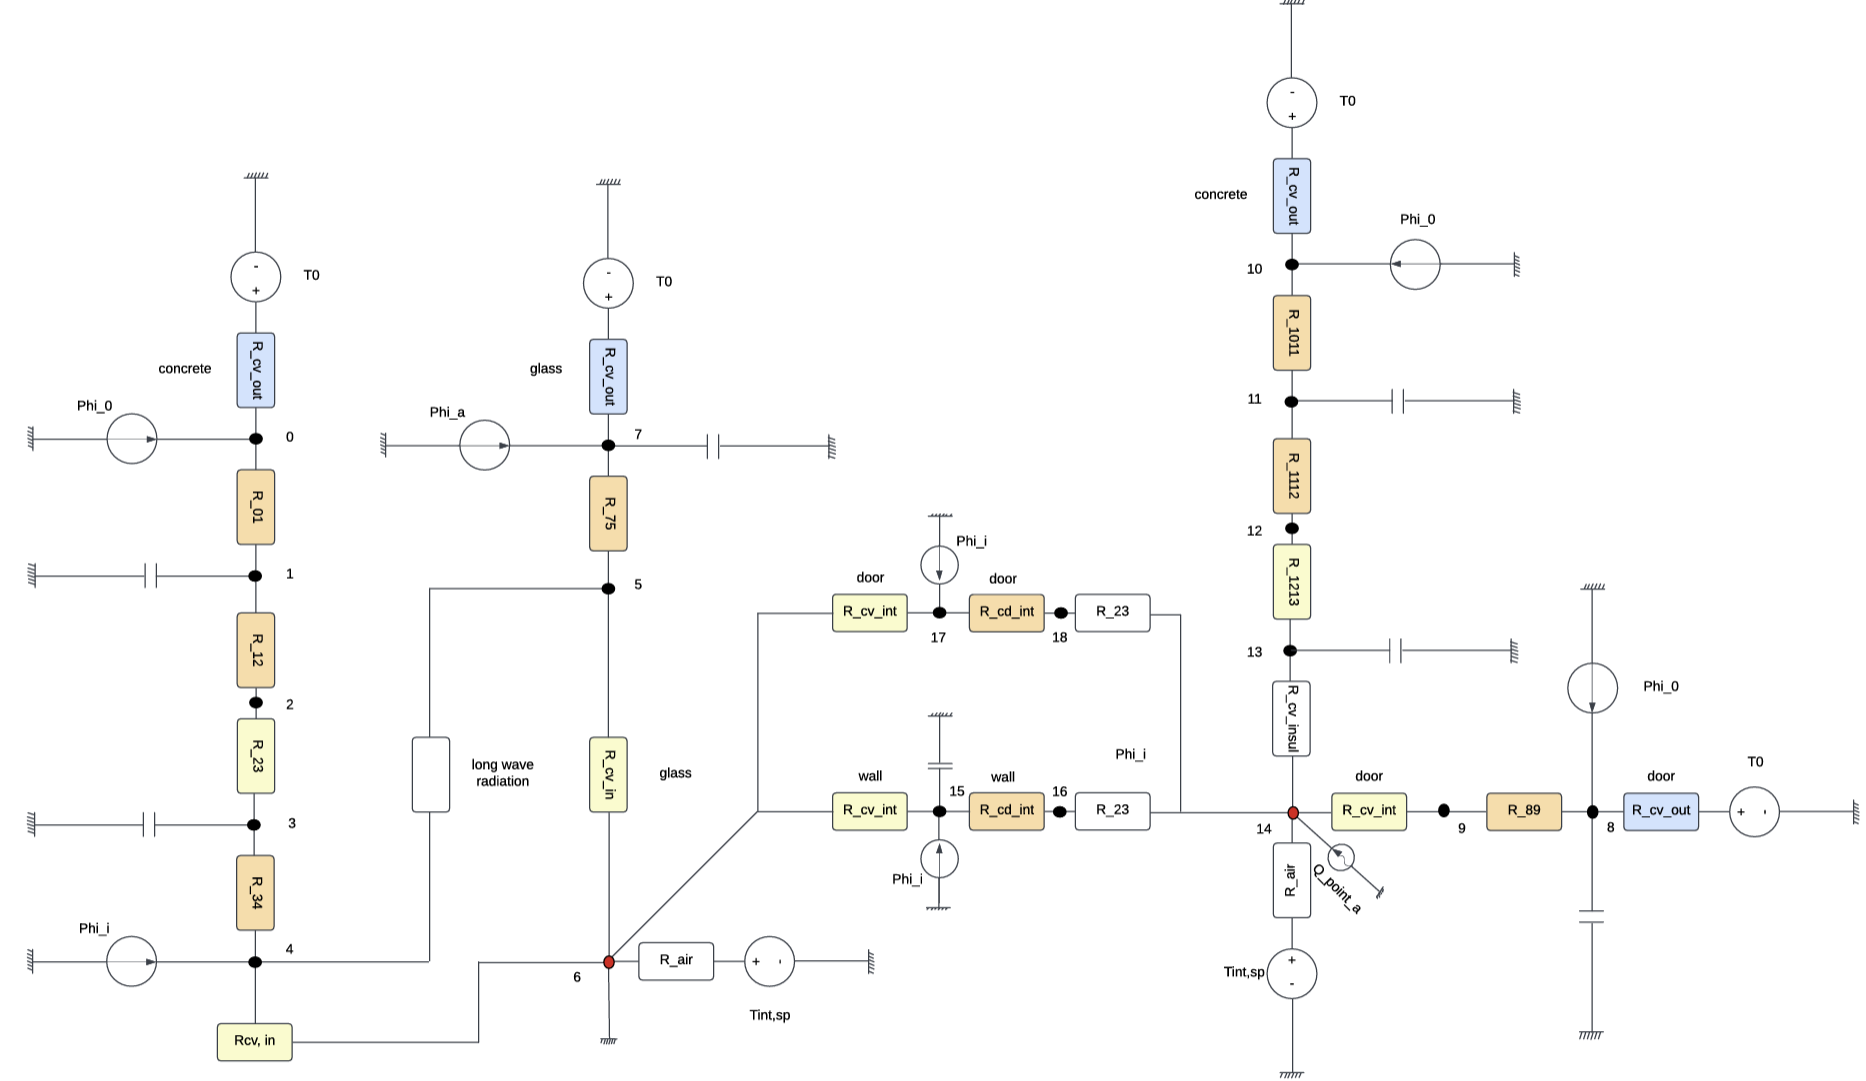 -
+
T0
concrete
R_cv_out
Phi_0
0
R_01
1
R_12
2
R_23
3
R_34
Phi_i
4
Rcv, in
-
+
T0
glass
R_cv_out
Phi_a
7
R_75
5
long wave
radiation
R_cv_in
glass
6
R_air
+
-
Tint,sp
Phi_i
door
door
R_cv_int
R_cd_int
R_23
17
18
Phi_i
wall
wall
15
16
R_cv_int
R_cd_int
R_23
Phi_i
-
+
T0
concrete
R_cv_out
Phi_0
10
R_1011
11
R_1112
12
R_1213
13
R_cv_insul
14
door
R_cv_int
9
R_89
8
Phi_0
door
R_cv_out
T0
+
-
R_air
Q_point_a
Tint,sp
+
-